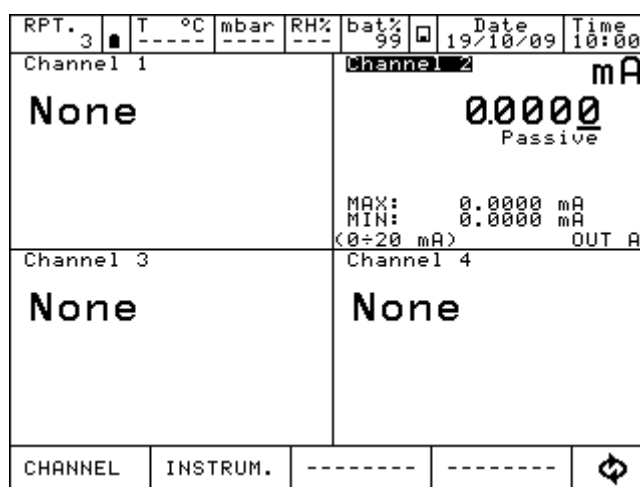 RPT. 3 T °C ----- mbar ---- RH% --- bat% 99 Date 19/10/09 Time 10:00
Channel 1
None
Channel 2
mA
0.0000
Passive
MAX: 0.0000 mA
MIN: 0.0000 mA
(0÷20 mA) OUT A
Channel 3
None
Channel 4
None
CHANNEL INSTRUM. -------- --------